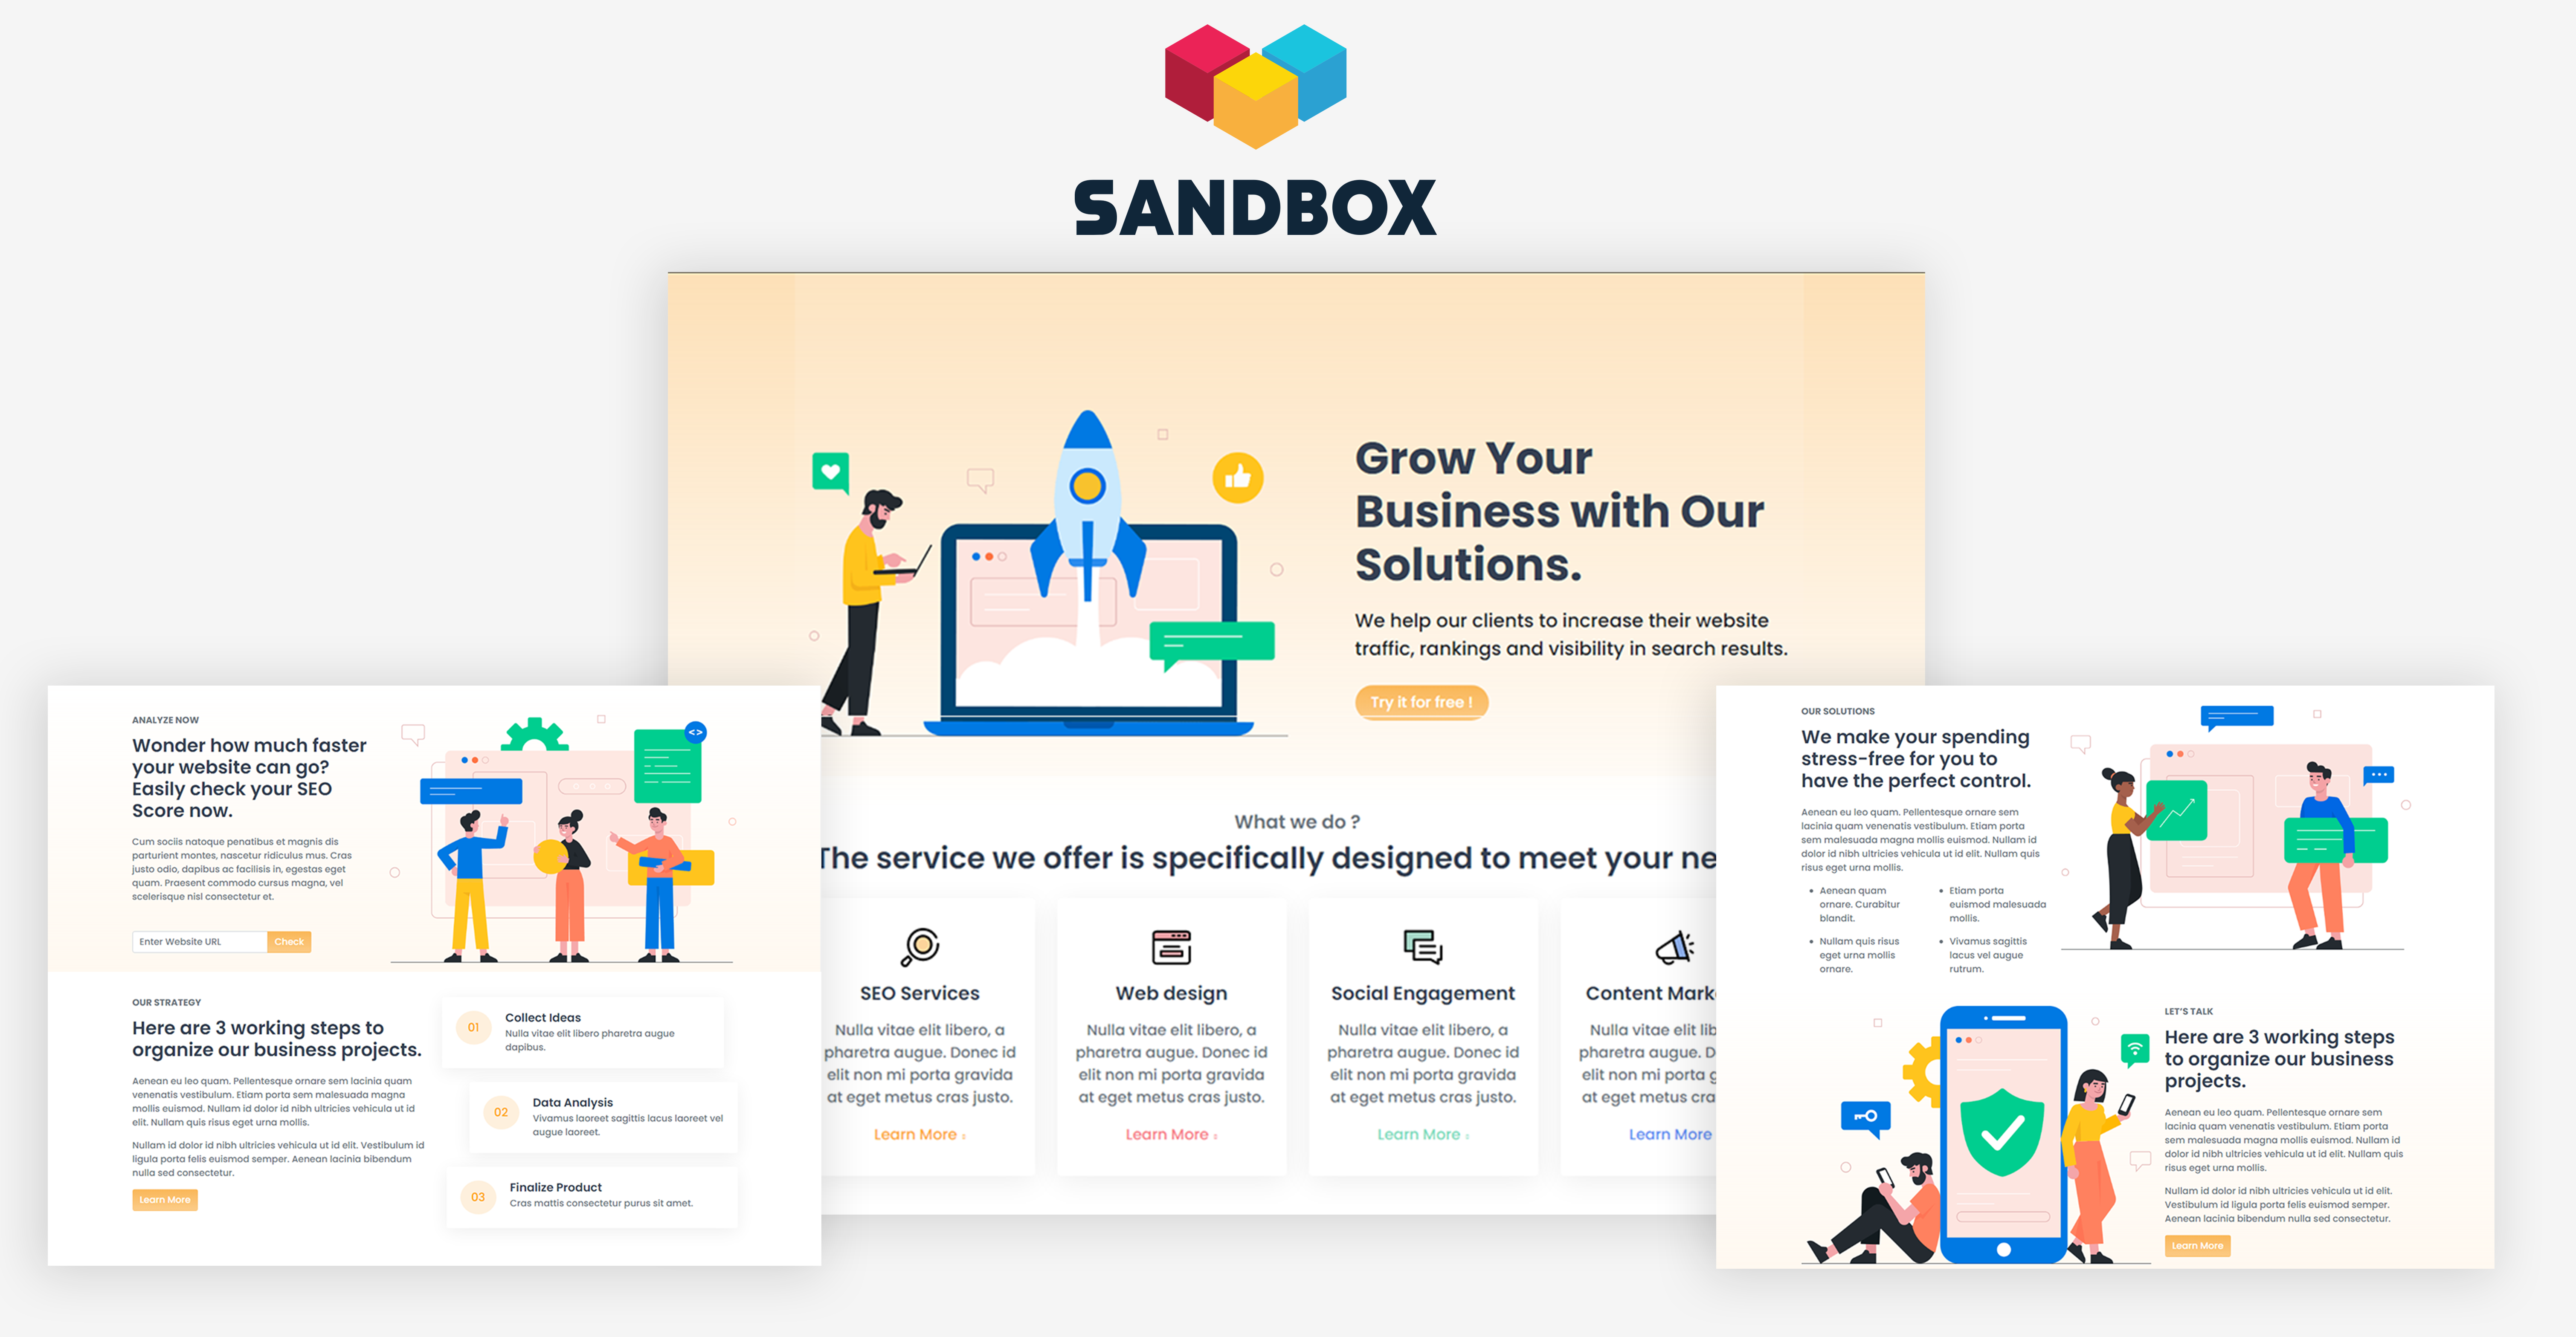 SANDBOX
Grow Your
Business with Our
Solutions.
We help our clients to increase their website
traffic, rankings and visibility in search results.
Try it for free !
What we do ?
The service we offer is specifically designed to meet your ne
SEO Services
Nulla vitae elit libero, a
pharetra augue. Donec id
elit non mi porta gravida
at eget metus cras justo.
Learn More
Web design
Nulla vitae elit libero, a
pharetra augue. Donec id
elit non mi porta gravida
at eget metus cras justo.
Learn More
Social Engagement
Nulla vitae elit libero, a
pharetra augue. Donec id
elit non mi porta gravida
at eget metus cras justo.
Learn More
Content Mark
Nulla vitae elit lib
pharetra augue. D
elit non mi porta g
at eget metus cra
Learn More
ANALYZE NOW
Wonder how much faster
your website can go?
Easily check your SEO
Score now.
Cum sociis natoque penatibus et magnis dis
parturient montes, nascetur ridiculus mus. Cras
justo odio, dapibus ac facilisis in, egestas eget
quam. Praesent commodo cursus magna, vel
scelerisque nisl consectetur et.
Enter Website URL
Check
<>
OUR STRATEGY
Here are 3 working steps to
organize our business projects.
Aenean eu leo quam. Pellentesque ornare sem lacinia quam
venenatis vestibulum. Etiam porta sem malesuada magna
mollis euismod. Nullam id dolor id nibh ultricies vehicula ut id
elit. Nullam quis risus eget urna mollis.
Nullam id dolor id nibh ultricies vehicula ut id elit. Vestibulum id
ligula porta felis euismod semper. Aenean lacinia bibendum
nulla sed consectetur.
Learn More
01
Collect Ideas
Nulla vitae elit libero pharetra augue
dapibus.
02
Data Analysis
Vivamus laoreet sagittis lacus laoreet vel
augue laoreet.
03
Finalize Product
Cras mattis consectetur purus sit amet.
OUR SOLUTIONS
We make your spending
stress-free for you to
have the perfect control.
Aenean eu leo quam. Pellentesque ornare sem
lacinia quam venenatis vestibulum. Etiam porta
sem malesuada magna mollis euismod. Nullam id
dolor id nibh ultricies vehicula ut id elit. Nullam quis
risus eget urna mollis.
• Aenean quam
ornare. Curabitur
blandit.
• Nullam quis risus
eget urna mollis
ornare.
• Etiam porta
euismod malesuada
mollis.
• Vivamus sagittis
lacus vel augue
rutrum.
LET'S TALK
Here are 3 working steps
to organize our business
projects.
Aenean eu leo quam. Pellentesque ornare sem
lacinia quam venenatis vestibulum. Etiam porta
sem malesuada magna mollis euismod. Nullam id
dolor id nibh ultricies vehicula ut id elit. Nullam quis
risus eget urna mollis.
Nullam id dolor id nibh ultricies vehicula ut id elit.
Vestibulum id ligula porta felis euismod semper.
Aenean lacinia bibendum nulla sed consectetur.
Learn More